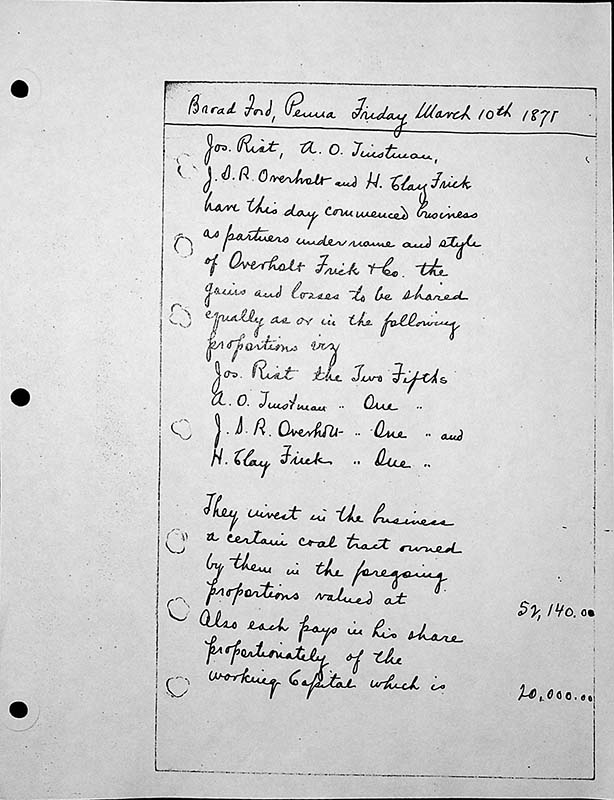 Broad Ford, Penna Friday March 10th 1871
Jos. Rist, A. O. Tinstman,
J. S. R. Overholt and H. Clay Frick
have this day commenced business
as partners under name and style
of Overholt Frick & Co. the
gains and losses to be shared
equally as or in the following
proportions viz
Jos. Rist the Two Fifths
A. O. Tinstman " One "
J. S. R. Overholt " One " and
H. Clay Frick " One "
They invest in the business
a certain coal tract owned
by them in the foregoing
proportions valued at 52,140.00
Also each pays in his share
proportionately of the
working Capital which is 20,000.00